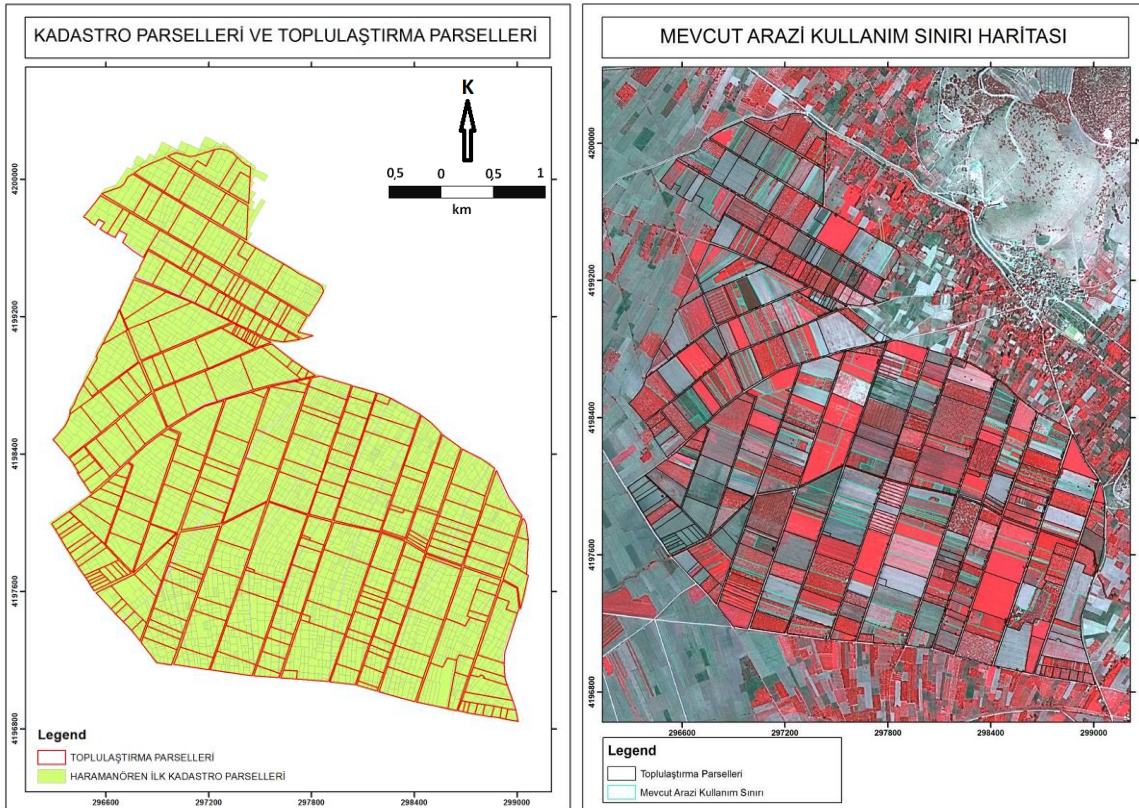 KADASTRO PARSELLERİ VE TOPLULAŞTIRMA PARSELLERİ
K
0,5 0 0,5 1
km
4200000
4199200
4198400
4197600
4196800
Legend
TOPLULAŞTIRMA PARSELLERİ
HARAMANÖREN İLK KADASTRO PARSELLERİ
296600 297200 297800 298400 299000
MEVCUT ARAZİ KULLANIM SINIRI HARİTASI
4200000
4199200
4198400
4197600
4196800
296600 297200 297800 298400 299000
Legend
Toplulaştırma Parselleri
Mevcut Arazi Kullanım Sınırı